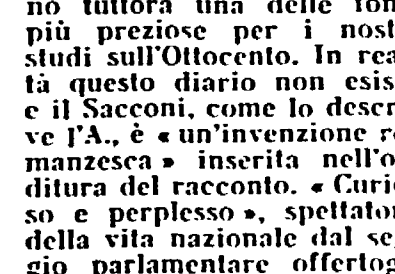 no tuttora una delle fon
più preziose per i nost
studi sull'Ottocento. In rea
tà questo diario non esis
e il Sacconi, come lo descr
ve l'A., è « un'invenzione r
manzesca » inserita nell'o
ditura del racconto. « Curi
so e perplesso », spettator
della vita nazionale dal se
gio parlamentare offertog